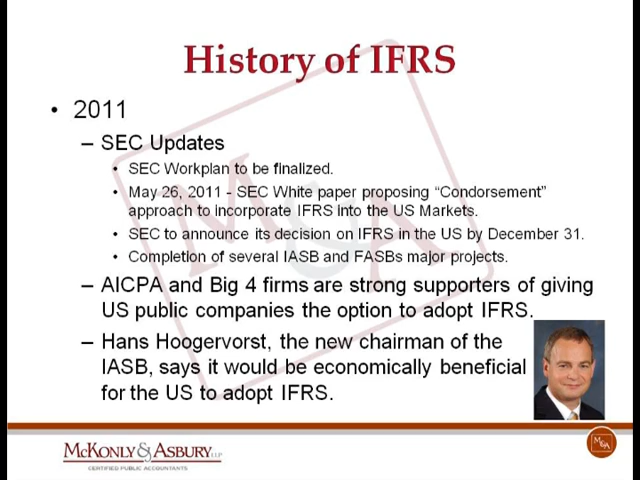 History of IFRS
• 2011
– SEC Updates
• SEC Workplan to be finalized.
• May 26, 2011 - SEC White paper proposing “Condorsement”
approach to incorporate IFRS into the US Markets.
• SEC to announce its decision on IFRS in the US by December 31.
• Completion of several IASB and FASBs major projects.
– AICPA and Big 4 firms are strong supporters of giving
US public companies the option to adopt IFRS.
– Hans Hoogervorst, the new chairman of the
IASB, says it would be economically beneficial
for the US to adopt IFRS.
M&A
McKonly & Asbury LLP
CERTIFIED PUBLIC ACCOUNTANTS
M&A